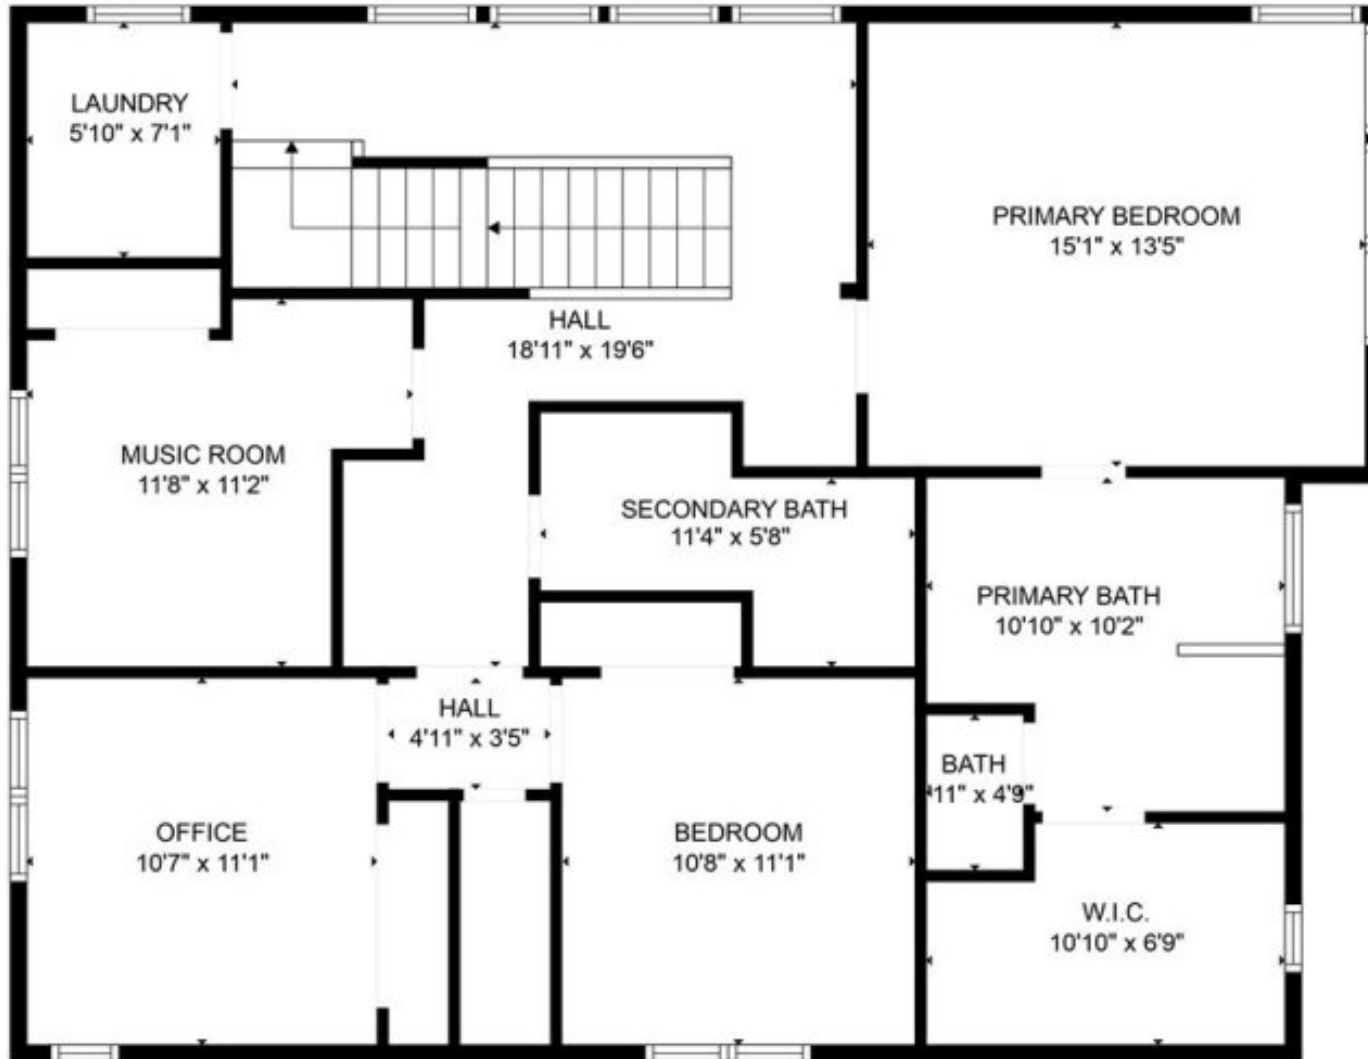 LAUNDRY
5'10" x 7'1"
PRIMARY BEDROOM
15'1" x 13'5"
HALL
18'11" x 19'6"
MUSIC ROOM
11'8" x 11'2"
SECONDARY BATH
11'4" x 5'8"
PRIMARY BATH
10'10" x 10'2"
HALL
4'11" x 3'5"
BATH
'11" x 4'9"
OFFICE
10'7" x 11'1"
BEDROOM
10'8" x 11'1"
W.I.C.
10'10" x 6'9"